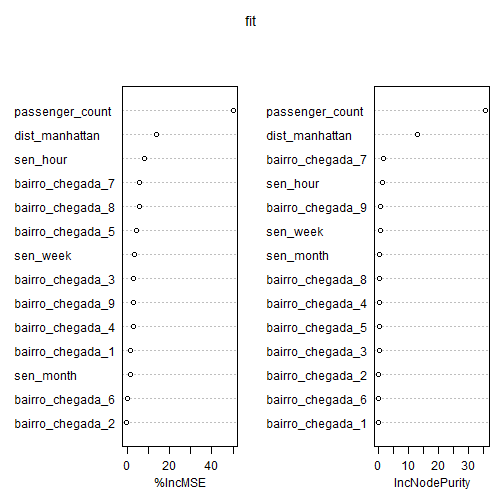 fit
passenger_count
dist_manhattan
sen_hour
bairro_chegada_7
bairro_chegada_8
bairro_chegada_5
sen_week
bairro_chegada_3
bairro_chegada_9
bairro_chegada_4
bairro_chegada_1
sen_month
bairro_chegada_6
bairro_chegada_2
0 20 40
%IncMSE
passenger_count
dist_manhattan
bairro_chegada_7
sen_hour
bairro_chegada_9
sen_week
sen_month
bairro_chegada_8
bairro_chegada_4
bairro_chegada_5
bairro_chegada_3
bairro_chegada_2
bairro_chegada_6
bairro_chegada_1
0 10 30
IncNodePurity